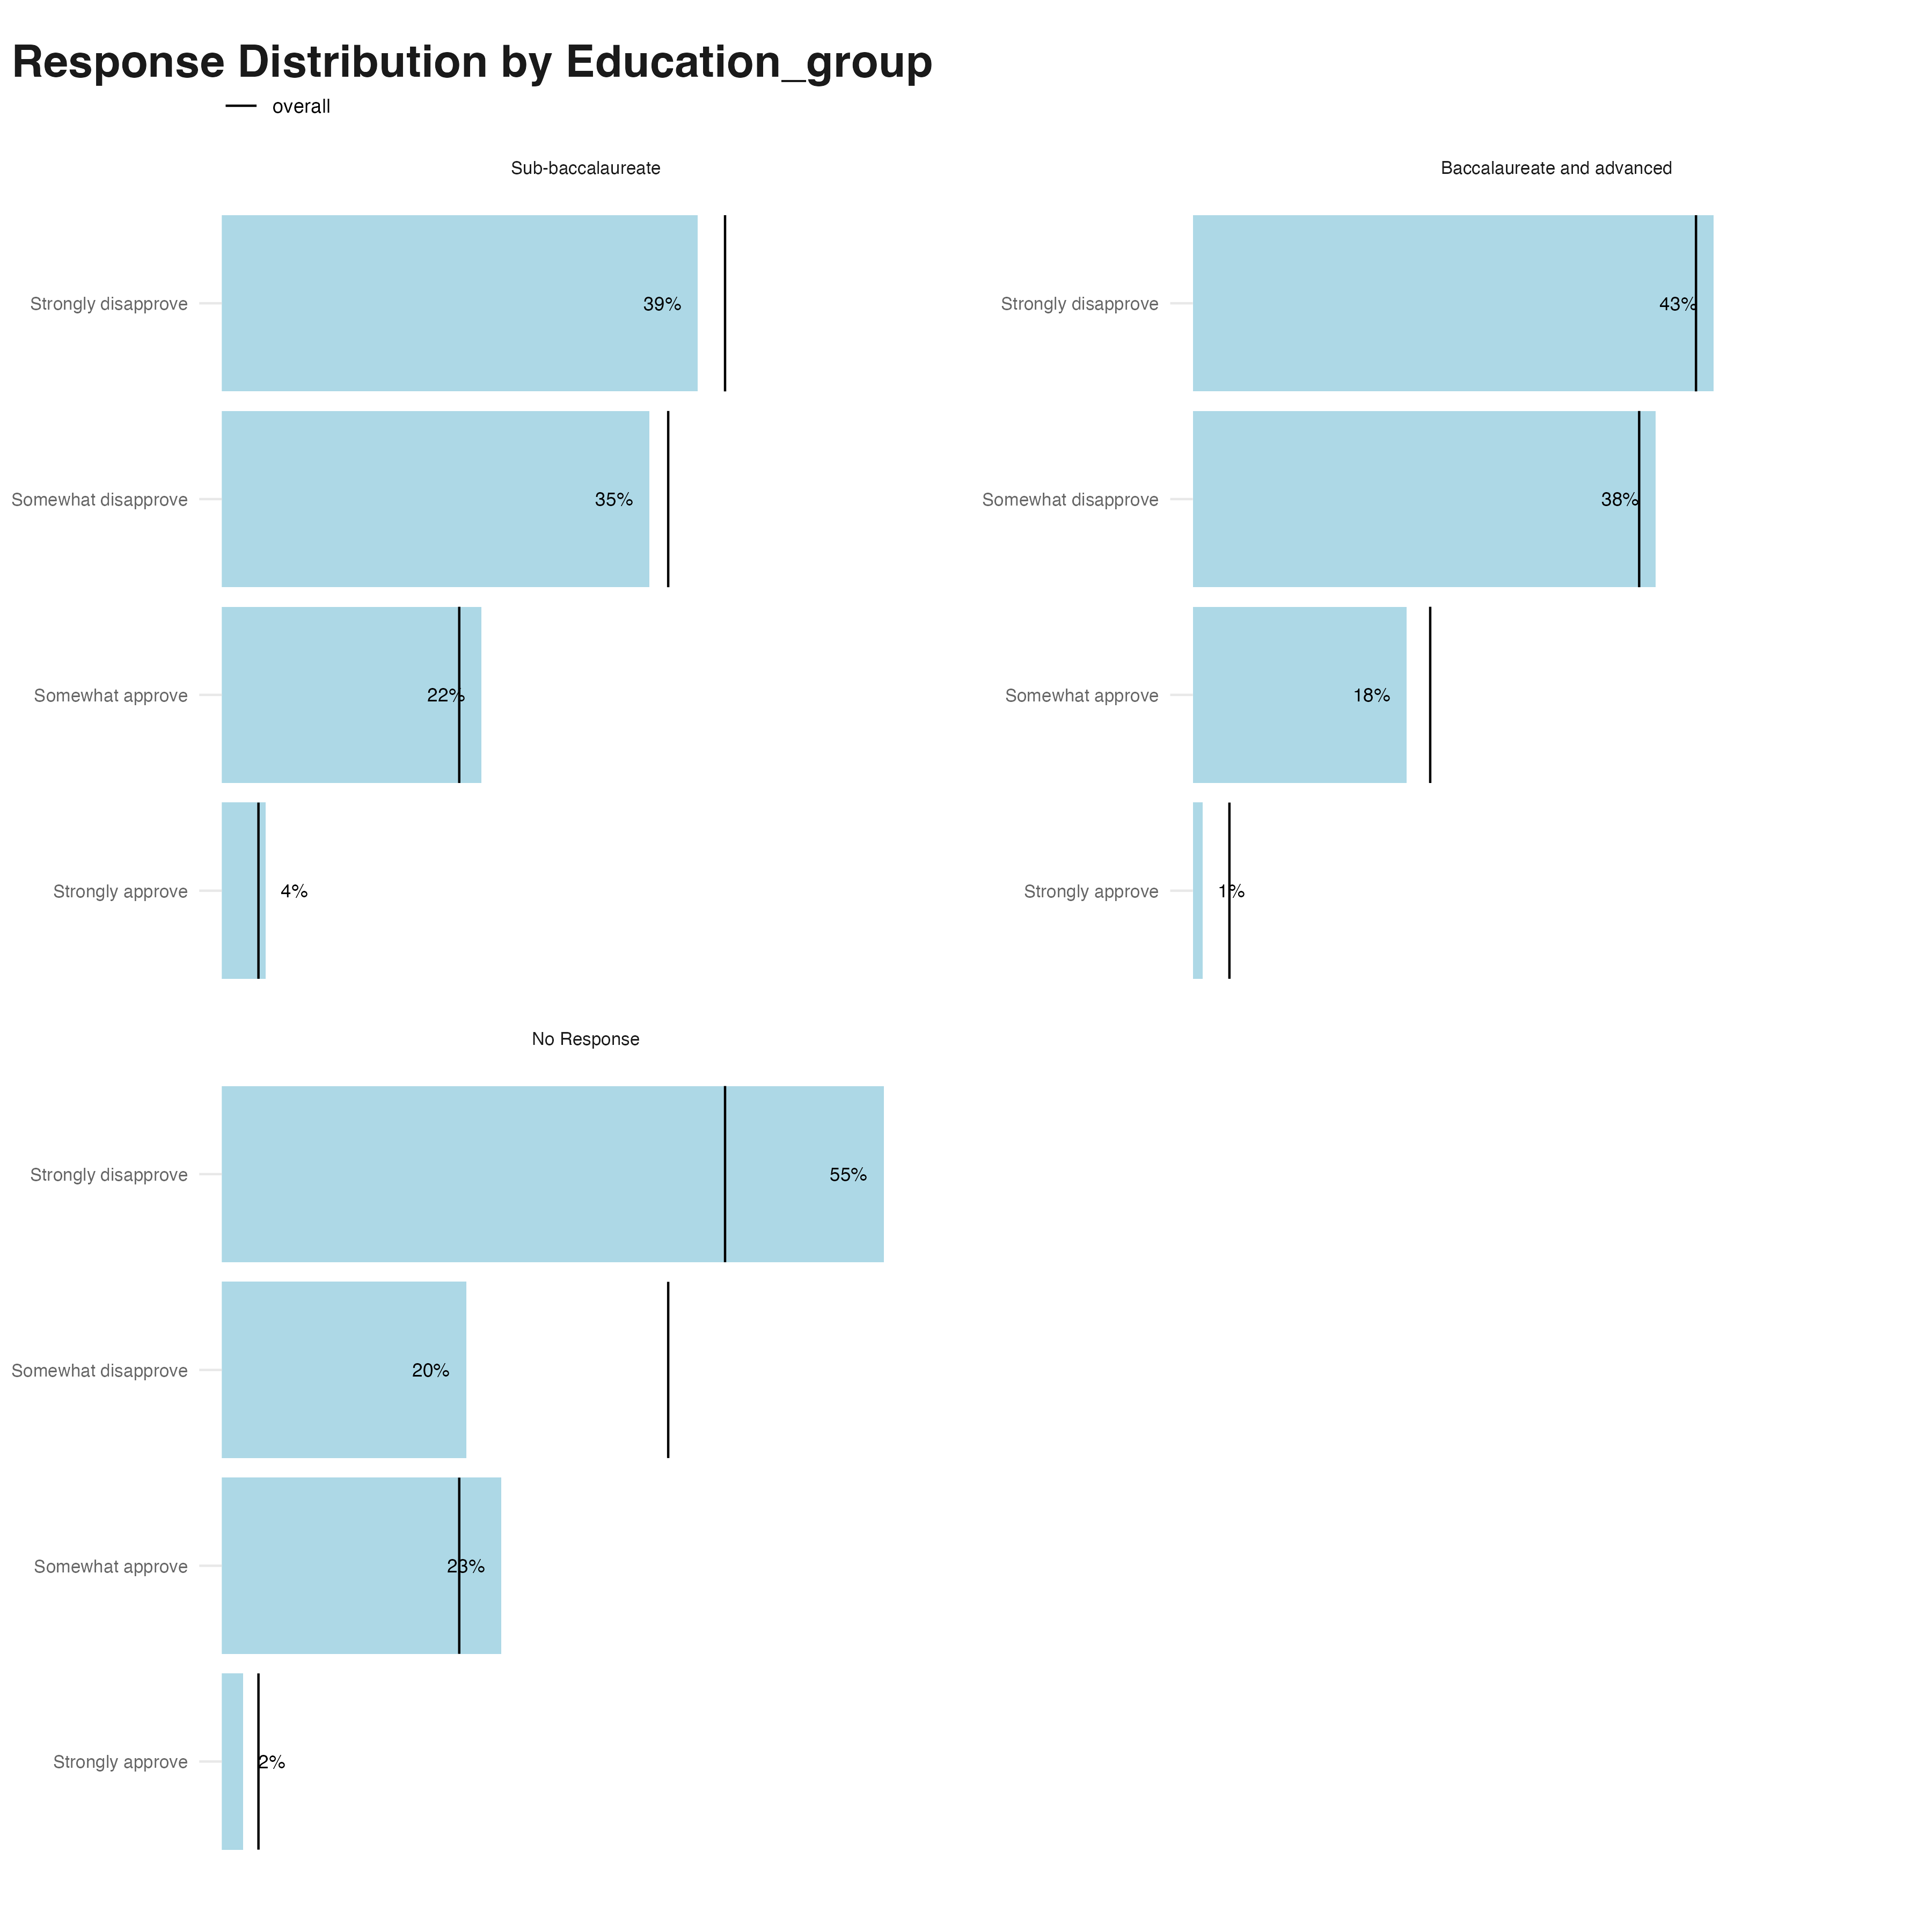 Response Distribution by Education_group
overall
Sub-baccalaureate
Strongly disapprove
39%
Somewhat disapprove
35%
Somewhat approve
22%
Strongly approve
4%
Baccalaureate and advanced
Strongly disapprove
43%
Somewhat disapprove
38%
Somewhat approve
18%
Strongly approve
1%
No Response
Strongly disapprove
55%
Somewhat disapprove
20%
Somewhat approve
23%
Strongly approve
2%